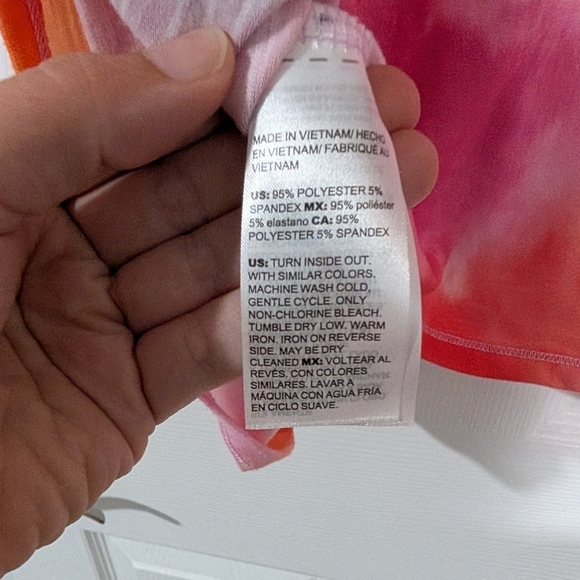 MADE IN VIETNAM/ HECHO
EN VIETNAM/ FABRIQUÉ AU
VIETNAM
US: 95% POLYESTER 5%
SPANDEX MX: 95% poliéster
5% elastano CA: 95%
POLYESTER 5% SPANDEX
US: TURN INSIDE OUT.
WITH SIMILAR COLORS.
MACHINE WASH COLD,
GENTLE CYCLE. ONLY
NON-CHLORINE BLEACH.
TUMBLE DRY LOW. WARM
IRON. IRON ON REVERSE
SIDE. MAY BE DRY
CLEANED MX: VOLTEAR AL
REVÉS. CON COLORES
SIMILARES. LAVAR A
MÁQUINA CON AGUA FRÍA
EN CICLO SUAVE.